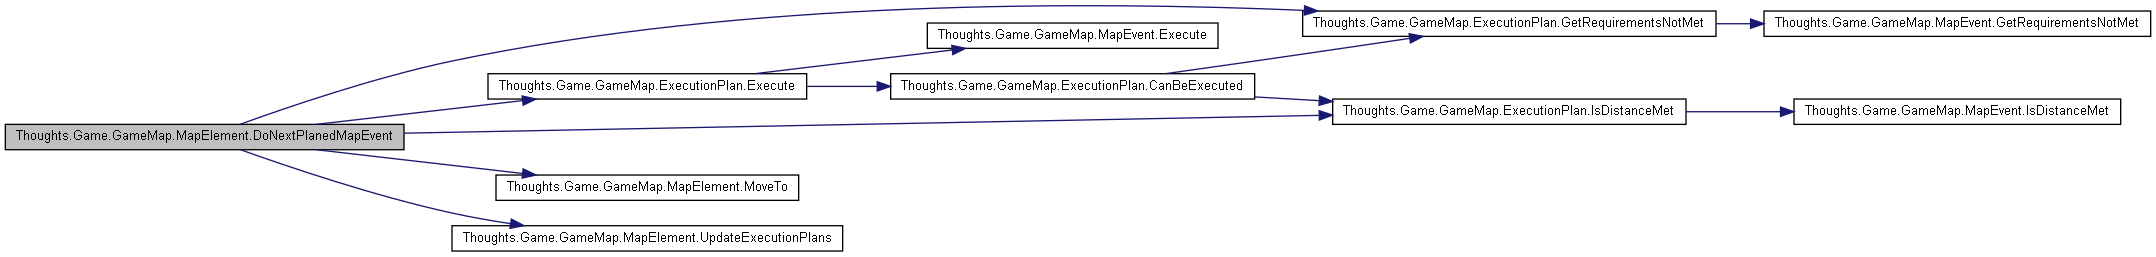 Thoughts.Game.GameMap.ExecutionPlan.GetRequirementsNotMet
Thoughts.Game.GameMap.MapEvent.GetRequirementsNotMet
Thoughts.Game.GameMap.MapEvent.Execute
Thoughts.Game.GameMap.ExecutionPlan.Execute
Thoughts.Game.GameMap.ExecutionPlan.CanBeExecuted
Thoughts.Game.GameMap.ExecutionPlan.IsDistanceMet
Thoughts.Game.GameMap.MapEvent.IsDistanceMet
Thoughts.Game.GameMap.MapElement.DoNextPlanedMapEvent
Thoughts.Game.GameMap.MapElement.MoveTo
Thoughts.Game.GameMap.MapElement.UpdateExecutionPlans